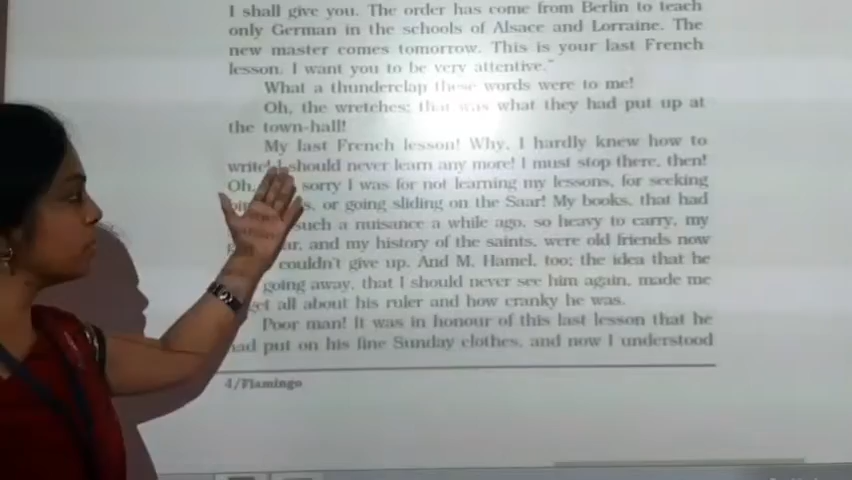 I shall give you. The order has come from Berlin to teach
only German in the schools of Alsace and Lorraine. The
new master comes tomorrow. This is your last French
lesson. I want you to be very attentive."
What a thunderclap these words were to me!
Oh, the wretches; that was what they had put up at
the town-hall!
My last French lesson! Why, I hardly knew how to
write! I should never learn any more! I must stop there, then!
Oh, sorry I was for not learning my lessons, for seeking
or going sliding on the Saar! My books, that had
such a nuisance a while ago, so heavy to carry, my
and my history of the saints, were old friends now
couldn't give up. And M. Hamel, too; the idea that he
going away, that I should never see him again, made me
all about his ruler and how cranky he was.
Poor man! It was in honour of this last lesson that he
had put on his fine Sunday clothes, and now I understood
4/Flamingo